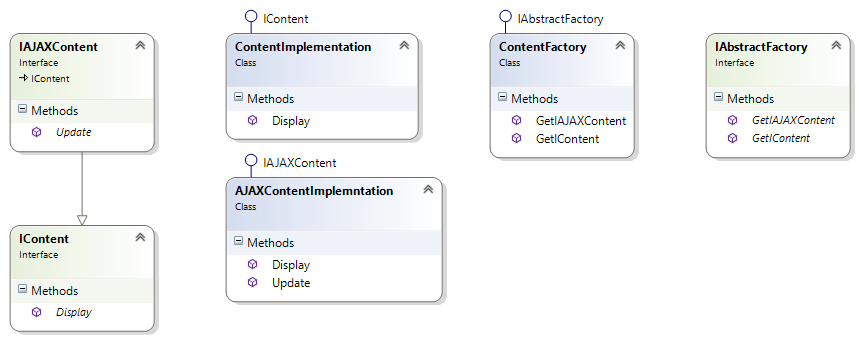 IAJAXContent
Interface
IContent
Methods
Update
IContent
Interface
Methods
Display
IContent
ContentImplementation
Class
Methods
Display
IAJAXContent
AJAXContentImplemntation
Class
Methods
Display
Update
IAbstractFactory
ContentFactory
Class
Methods
GetIAJAXContent
GetIContent
IAbstractFactory
Interface
Methods
GetIAJAXContent
GetIContent